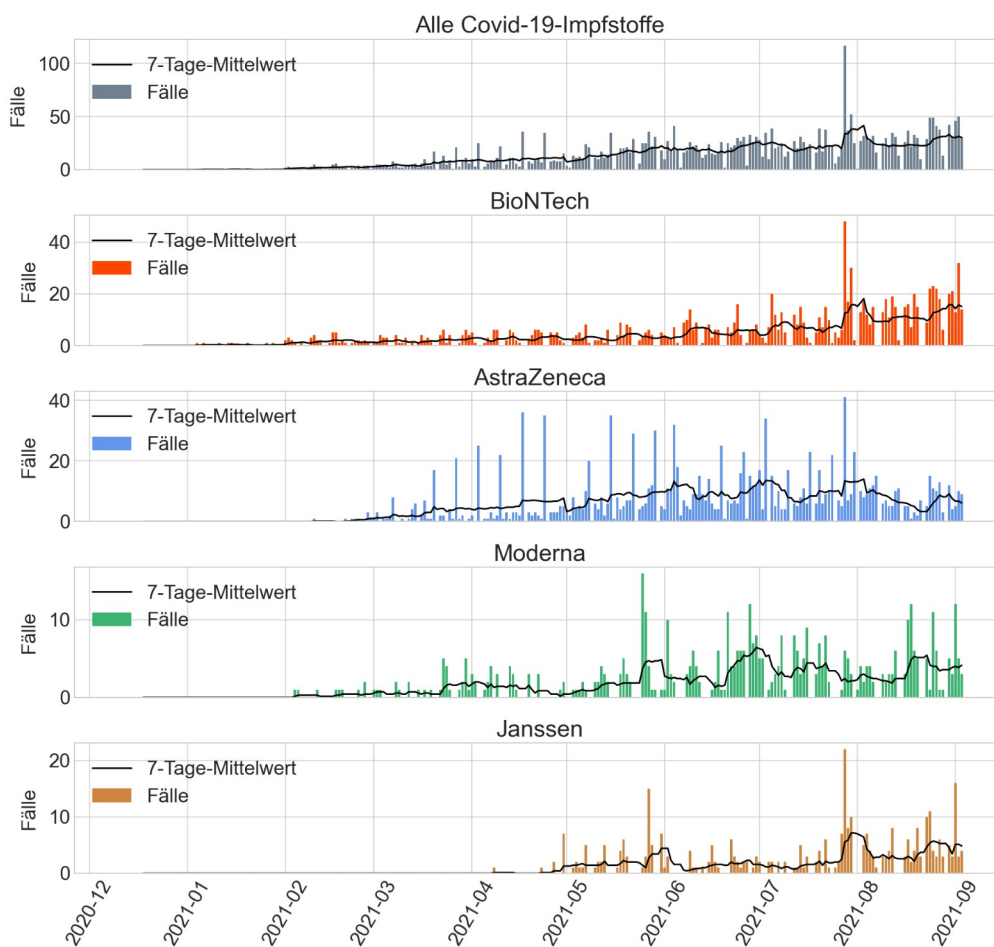 Alle Covid-19-Impfstoffe
Fälle
100
50
0
7-Tage-Mittelwert
Fälle
BioNTech
Fälle
40
20
0
7-Tage-Mittelwert
Fälle
AstraZeneca
Fälle
40
20
0
7-Tage-Mittelwert
Fälle
Moderna
Fälle
10
0
7-Tage-Mittelwert
Fälle
Janssen
Fälle
20
10
0
7-Tage-Mittelwert
Fälle
2020-12
2021-01
2021-02
2021-03
2021-04
2021-05
2021-06
2021-07
2021-08
2021-09